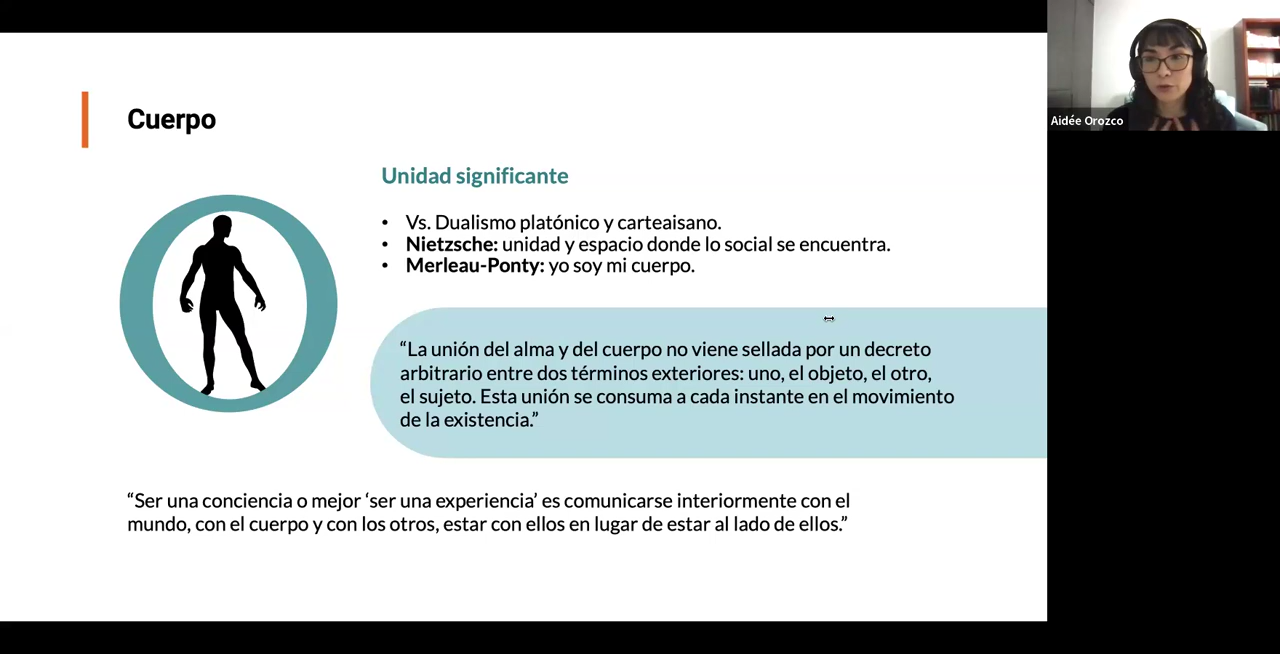 Cuerpo
Unidad significante
• Vs. Dualismo platónico y carteaisano.
• Nietzsche: unidad y espacio donde lo social se encuentra.
• Merleau-Ponty: yo soy mi cuerpo.
“La unión del alma y del cuerpo no viene sellada por un decreto
arbitrario entre dos términos exteriores: uno, el objeto, el otro,
el sujeto. Esta unión se consuma a cada instante en el movimiento
de la existencia.”
“Ser una conciencia o mejor ‘ser una experiencia’ es comunicarse interiormente con el
mundo, con el cuerpo y con los otros, estar con ellos en lugar de estar al lado de ellos.”
Aidée Orozco